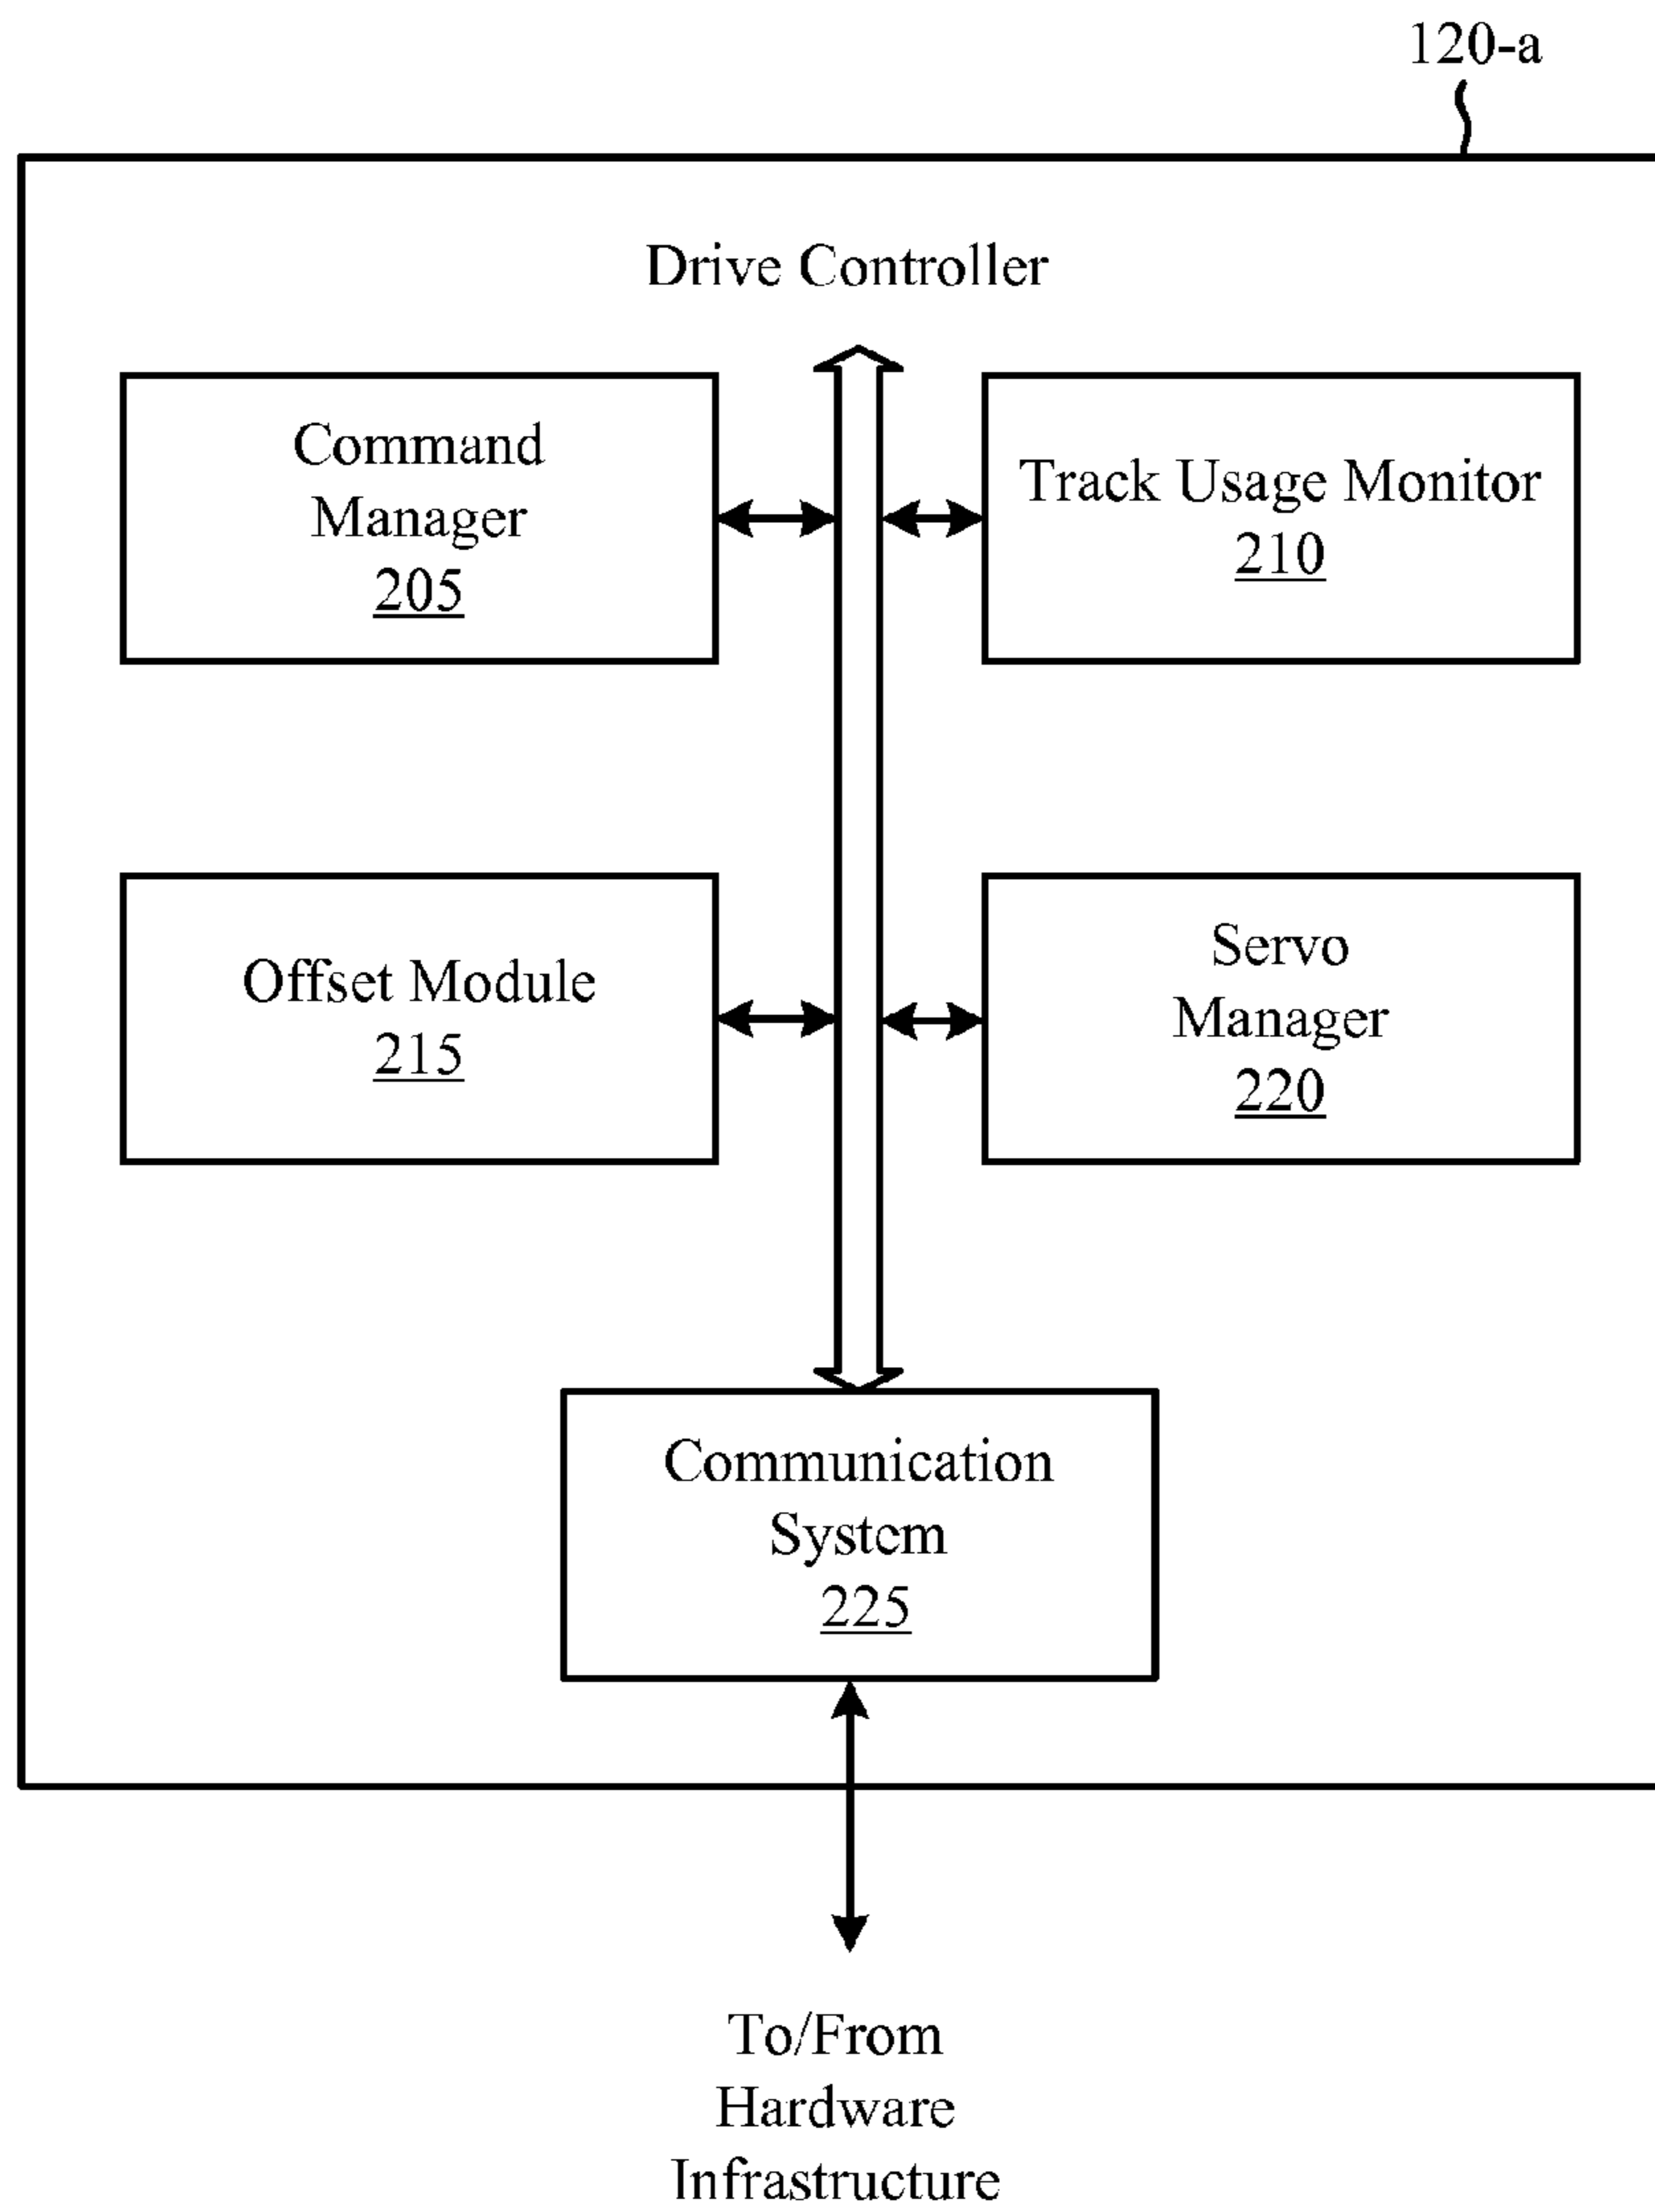 120-a
Drive Controller
Command
Manager
205
Track Usage Monitor
210
Offset Module
215
Servo
Manager
220
Communication
System
225
To/From
Hardware
Infrastructure